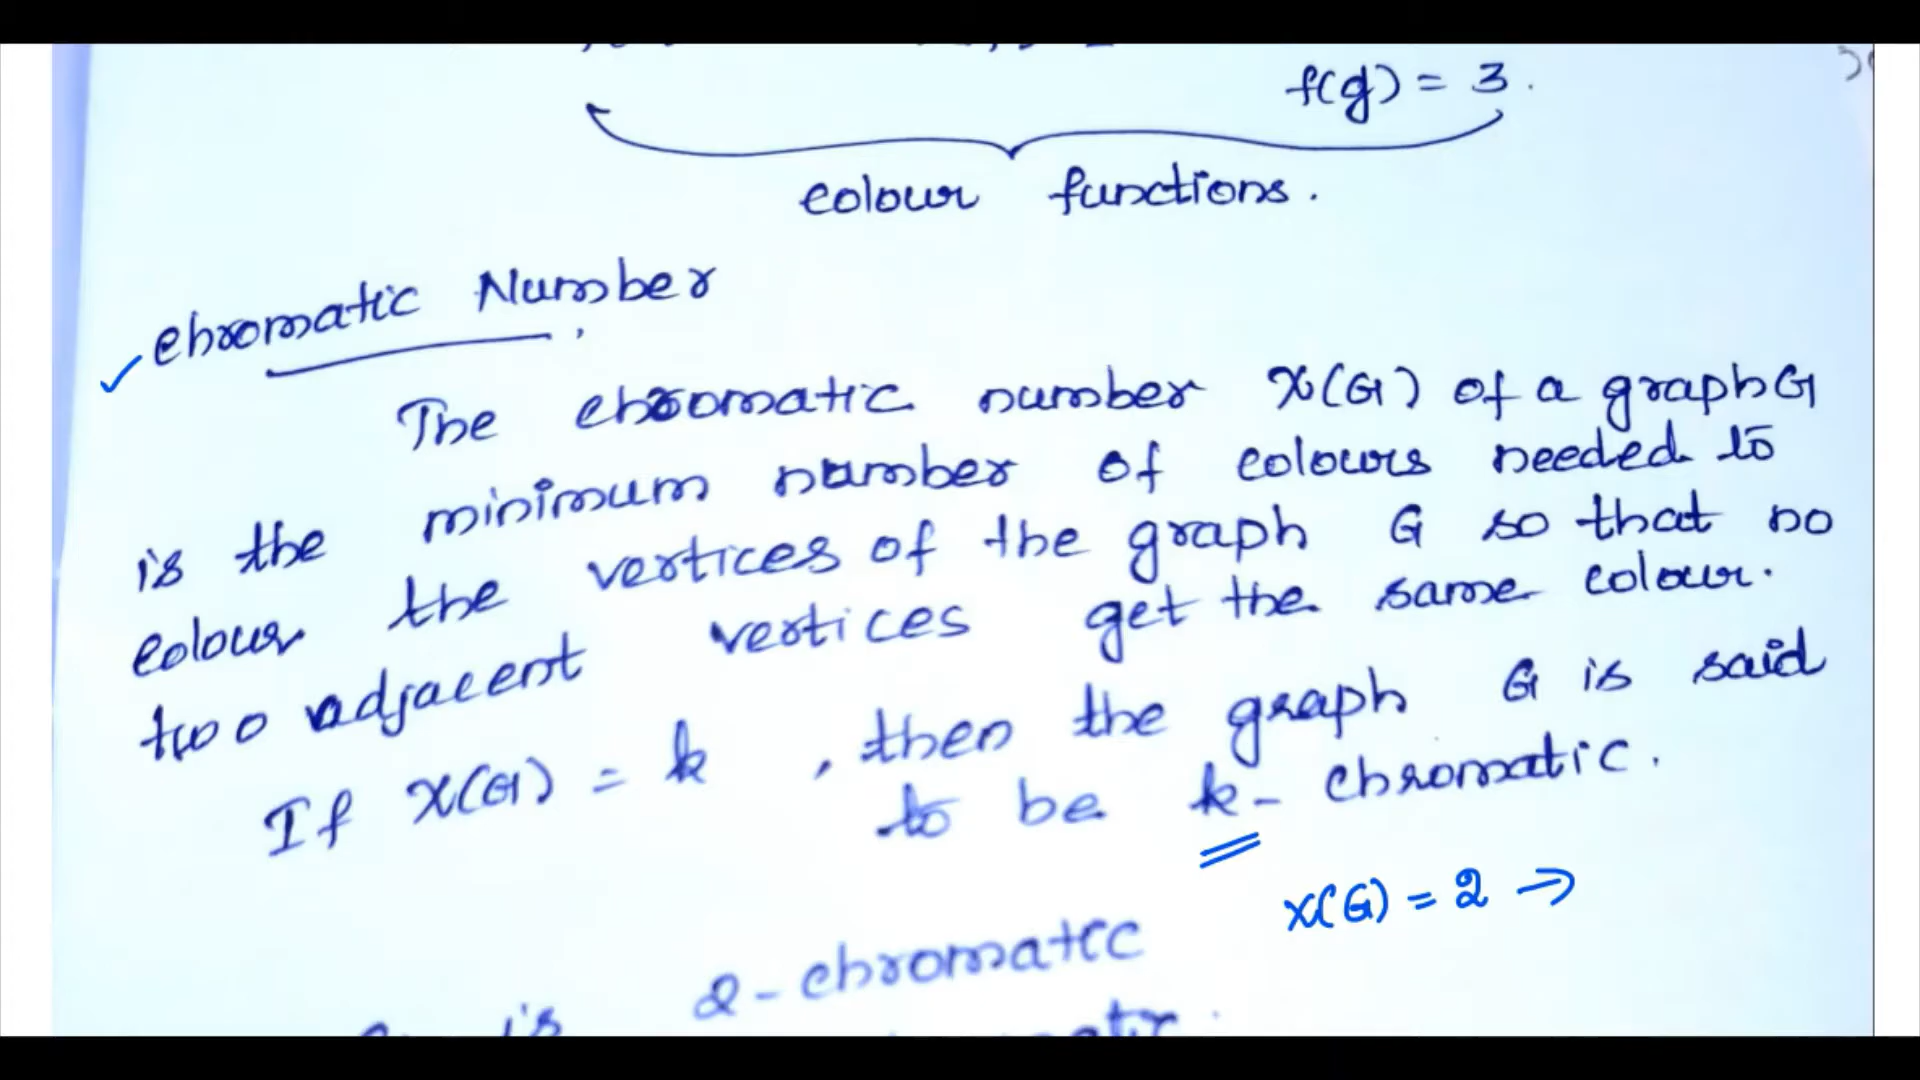 f(g) = 3.
colour functions.
Chromatic Number
The chromatic number χ(G) of a graph G
is the minimum number of colours needed to
colour the vertices of the graph G so that no
two adjacent vertices get the same colour.
If χ(G) = k, then the graph G is said
to be k-chromatic.
χ(G) = 2 →
2-chromatic
is